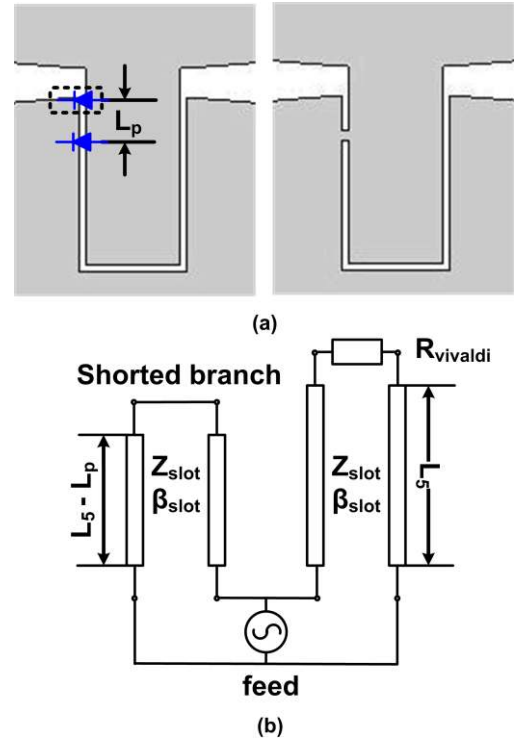 Lp
(a)
Shorted branch
Rvivaldi
L5 - Lp
Zslot
βslot
Zslot
βslot
L5
feed
(b)